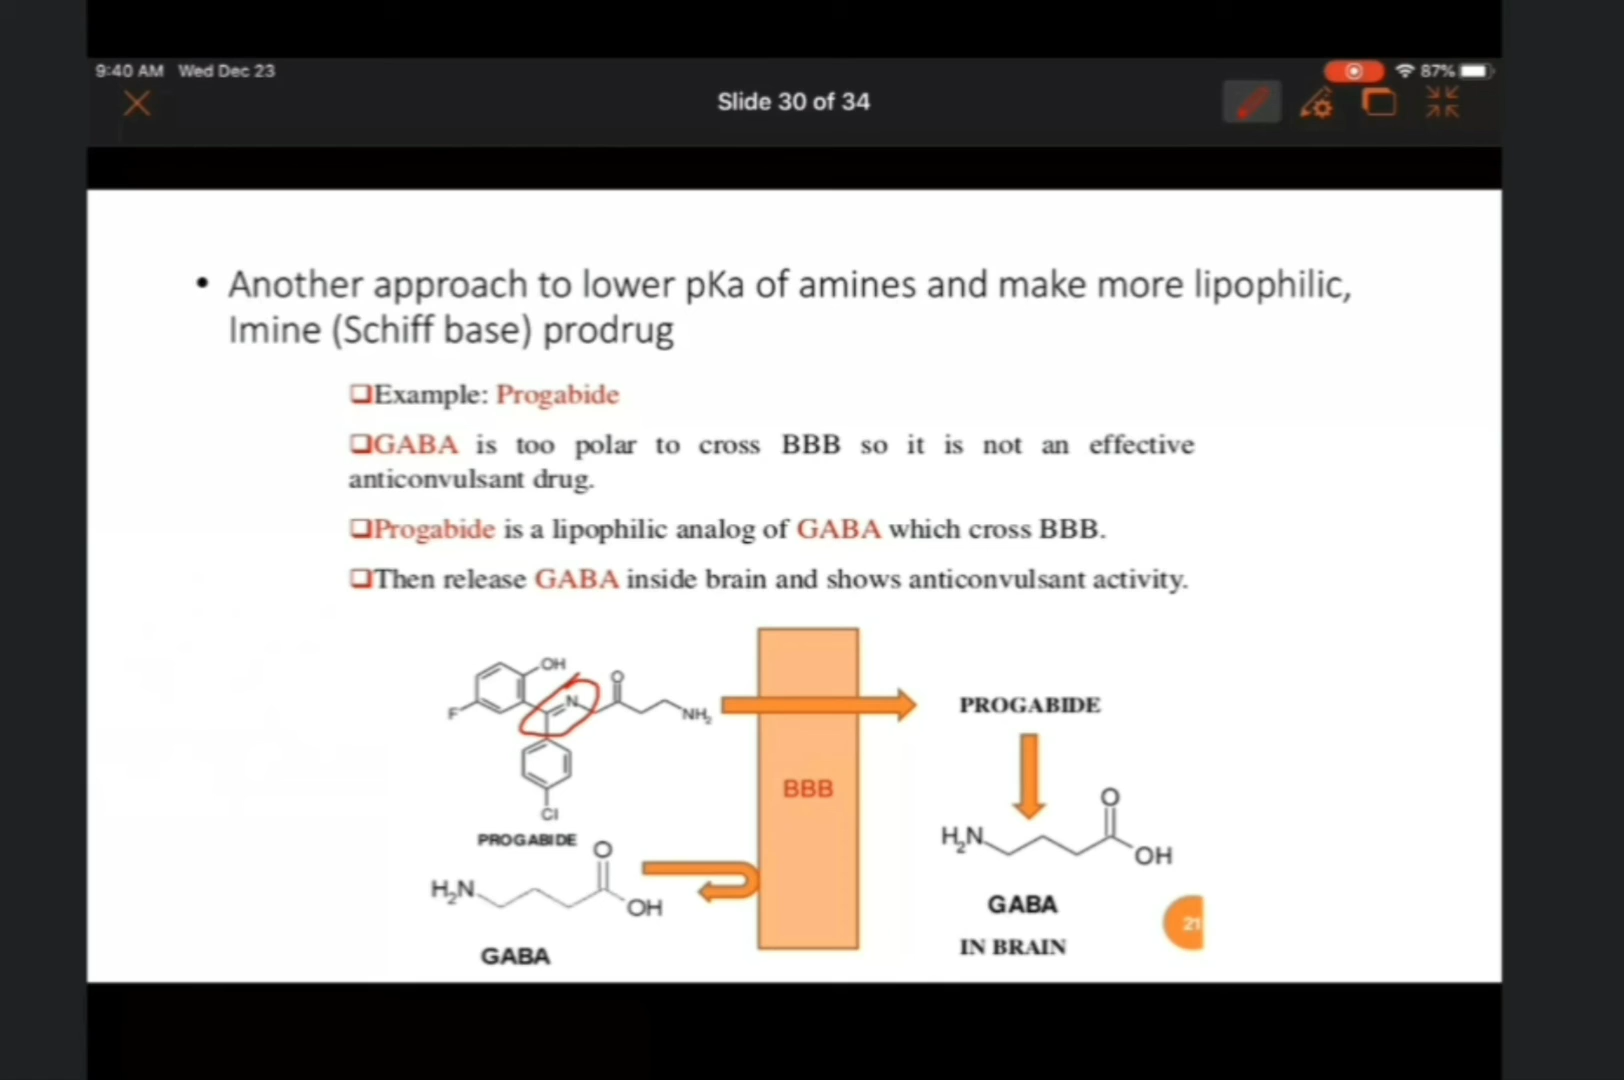 9:40 AM Wed Dec 23
87%
Slide 30 of 34
• Another approach to lower pKa of amines and make more lipophilic,
Imine (Schiff base) prodrug
❑Example: Progabide
❑GABA is too polar to cross BBB so it is not an effective
anticonvulsant drug.
❑Progabide is a lipophilic analog of GABA which cross BBB.
❑Then release GABA inside brain and shows anticonvulsant activity.
OH
O
N
F
NH₂
Cl
PROGABIDE
BBB
PROGABIDE
O
H₂N
OH
GABA
O
H₂N
OH
GABA
IN BRAIN
21